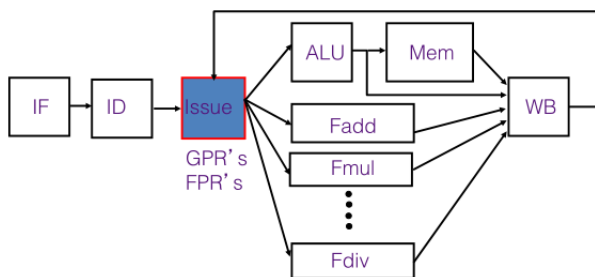 ALU
Mem
IF
ID
Issue
WB
Fadd
GPR's
FPR's
Fmul
Fdiv